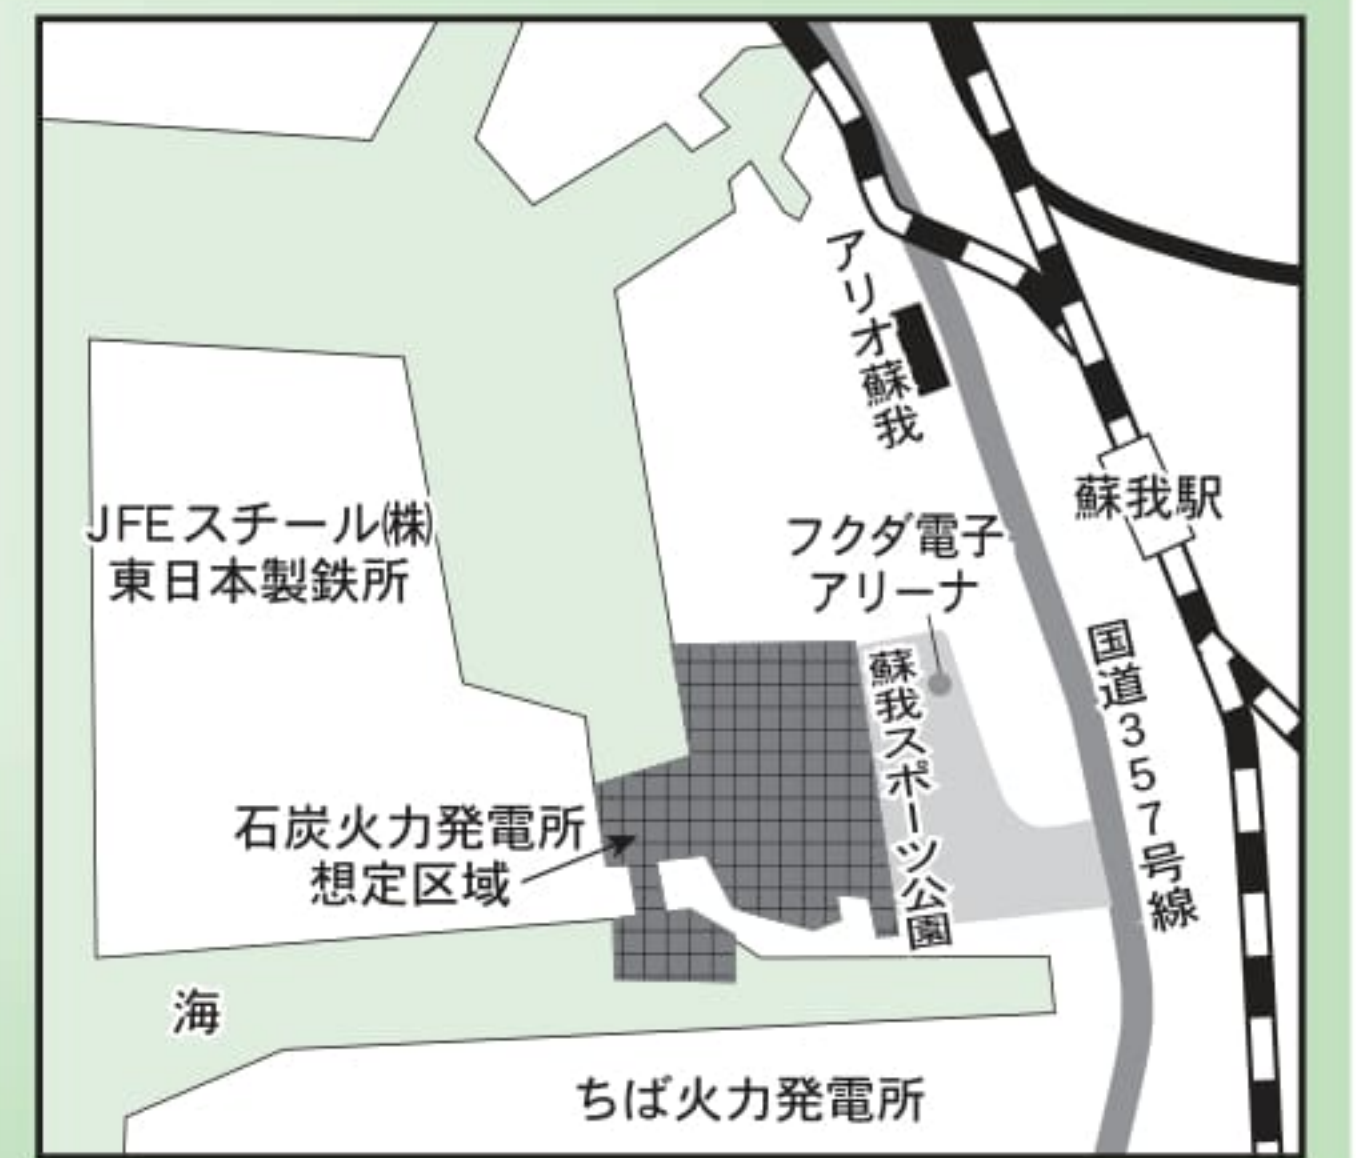 アリオ蘇我
蘇我駅
JFEスチール㈱
東日本製鉄所
フクダ電子
アリーナ
国道357号線
蘇我スポーツ公園
石炭火力発電所
想定区域
海
ちば火力発電所